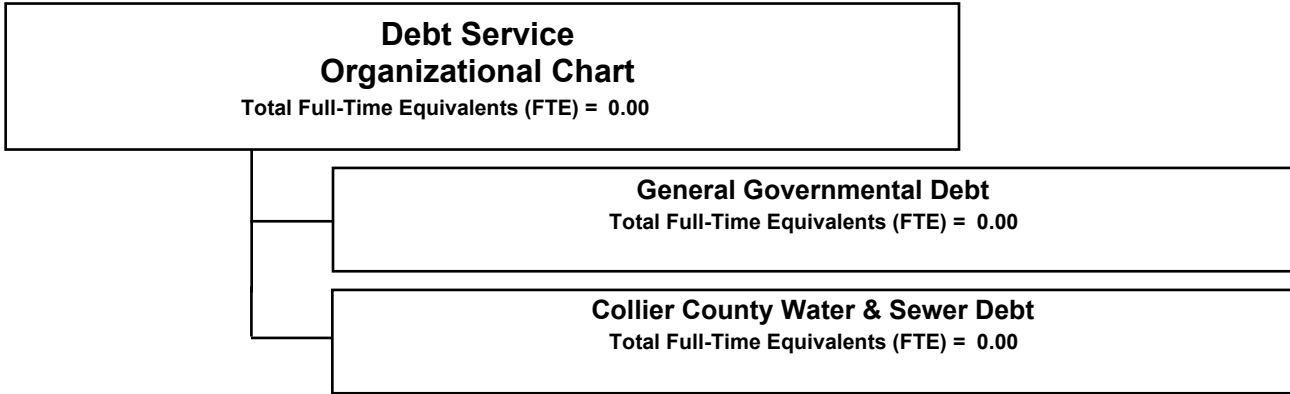 Debt Service
Organizational Chart
Total Full-Time Equivalents (FTE) = 0.00
General Governmental Debt
Total Full-Time Equivalents (FTE) = 0.00
Collier County Water & Sewer Debt
Total Full-Time Equivalents (FTE) = 0.00